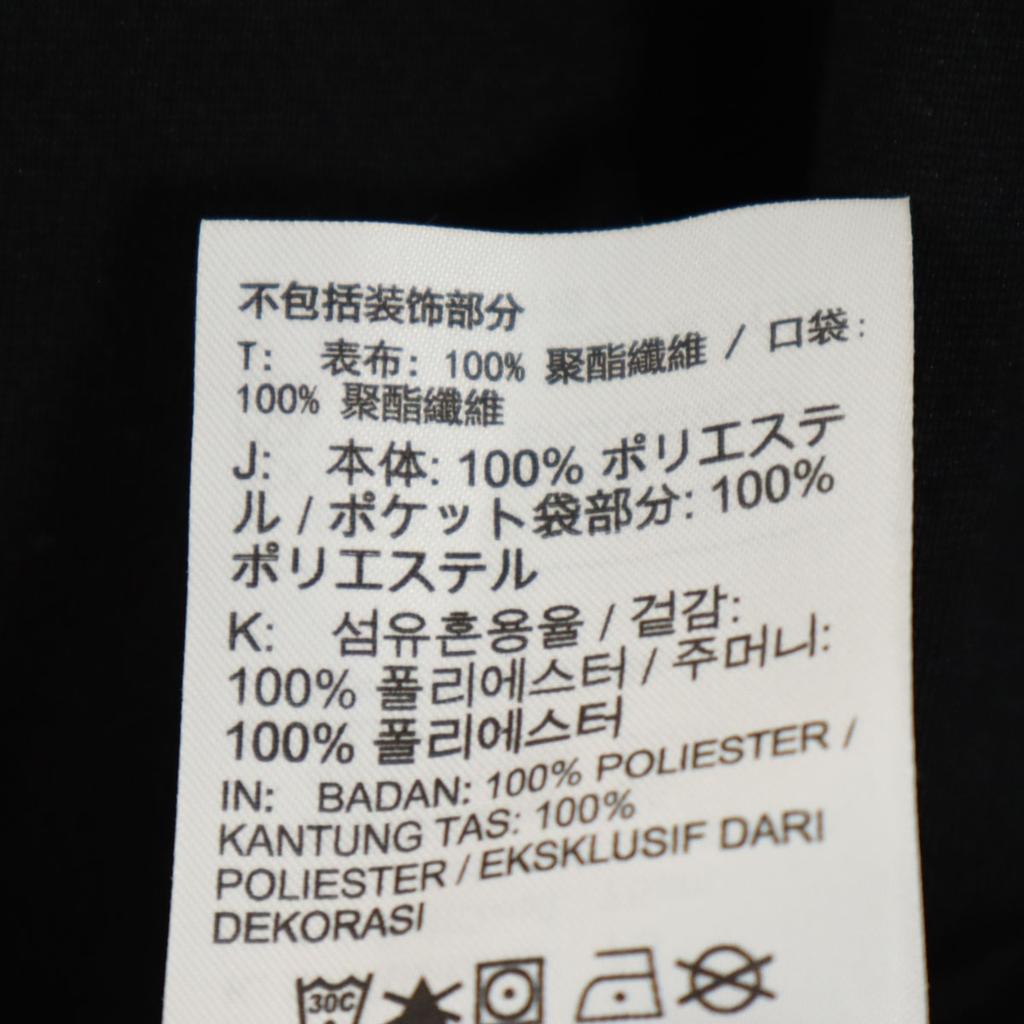 不包括装饰部分
T: 表布: 100% 聚酯纖維 / 口袋:
100% 聚酯纖維
J: 本体: 100% ポリエステ
ル / ポケット袋部分: 100%
ポリエステル
K: 섬유혼용율 / 겉감:
100% 폴리에스터 / 주머니:
100% 폴리에스터
IN: BADAN: 100% POLIESTER /
KANTUNG TAS: 100%
POLIESTER / EKSKLUSIF DARI
DEKORASI
30C